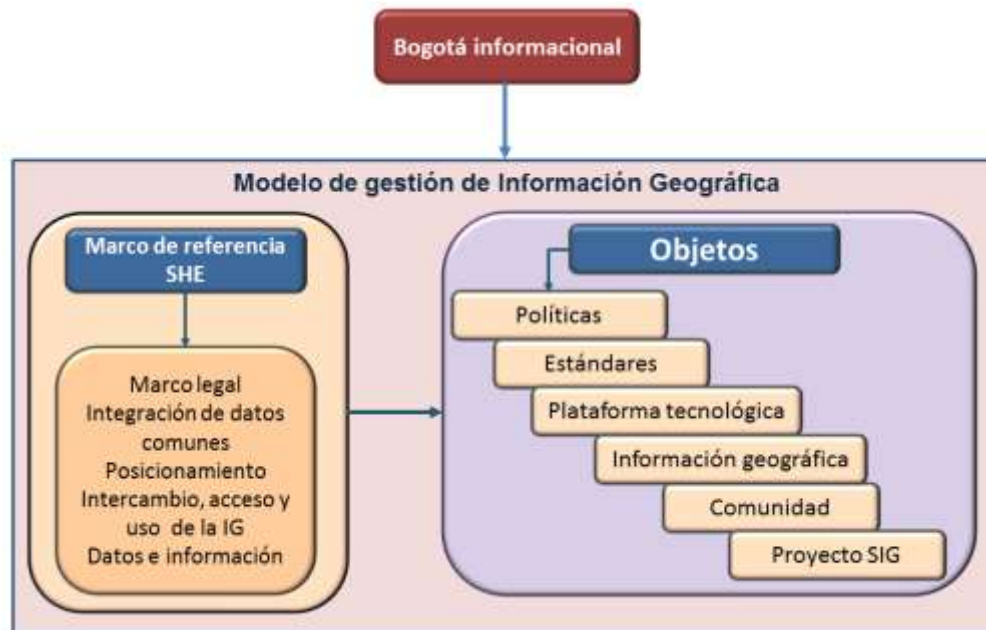 Bogotá informacional
Modelo de gestión de Información Geográfica
Marco de referencia
SHE
Marco legal
Integración de datos
comunes
Posicionamiento
Intercambio, acceso y
uso de la IG
Datos e información
Objetos
Políticas
Estándares
Plataforma tecnológica
Información geográfica
Comunidad
Proyecto SIG